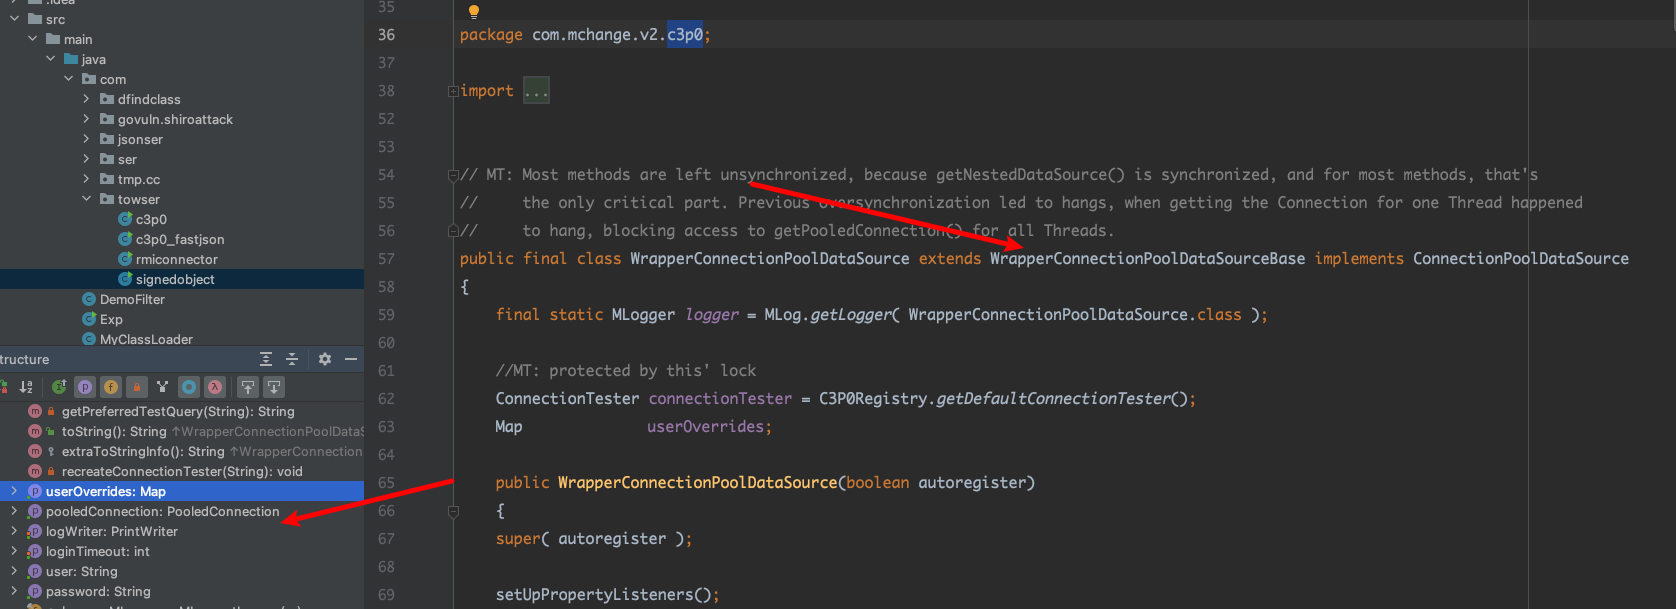 .idea
src
main
java
com
dfindclass
govuln.shiroattack
jsonser
ser
tmp.cc
towser
c3p0
c3p0_fastjson
rmiconnector
signedobject
DemoFilter
Exp
MyClassLoader
tructure
getPreferredTestQuery(String): String
toString(): String ↑WrapperConnectionPoolDataS
extraToStringInfo(): String ↑WrapperConnection
recreateConnectionTester(String): void
userOverrides: Map
pooledConnection: PooledConnection
logWriter: PrintWriter
loginTimeout: int
user: String
password: String
35
36 package com.mchange.v2.c3p0;
37
38 import ...
52
53
54 // MT: Most methods are left unsynchronized, because getNestedDataSource() is synchronized, and for most methods, that's
55 //     the only critical part. Previous oversynchronization led to hangs, when getting the Connection for one Thread happened
56 //     to hang, blocking access to getPooledConnection() for all Threads.
57 public final class WrapperConnectionPoolDataSource extends WrapperConnectionPoolDataSourceBase implements ConnectionPoolDataSource
58 {
59     final static MLogger logger = MLog.getLogger( WrapperConnectionPoolDataSource.class );
60
61     //MT: protected by this' lock
62     ConnectionTester connectionTester = C3P0Registry.getDefaultConnectionTester();
63     Map              userOverrides;
64
65     public WrapperConnectionPoolDataSource(boolean autoregister)
66     {
67     super( autoregister );
68
69     setUpPropertyListeners();